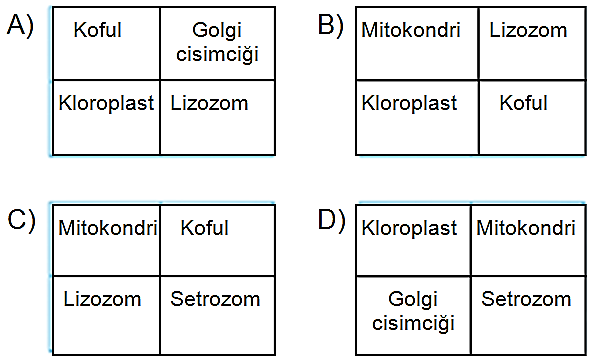 A) Koful Golgi cisimciği
Kloroplast Lizozom
B) Mitokondri Lizozom
Kloroplast Koful
C) Mitokondri Koful
Lizozom Setrozom
D) Kloroplast Mitokondri
Golgi cisimciği Setrozom